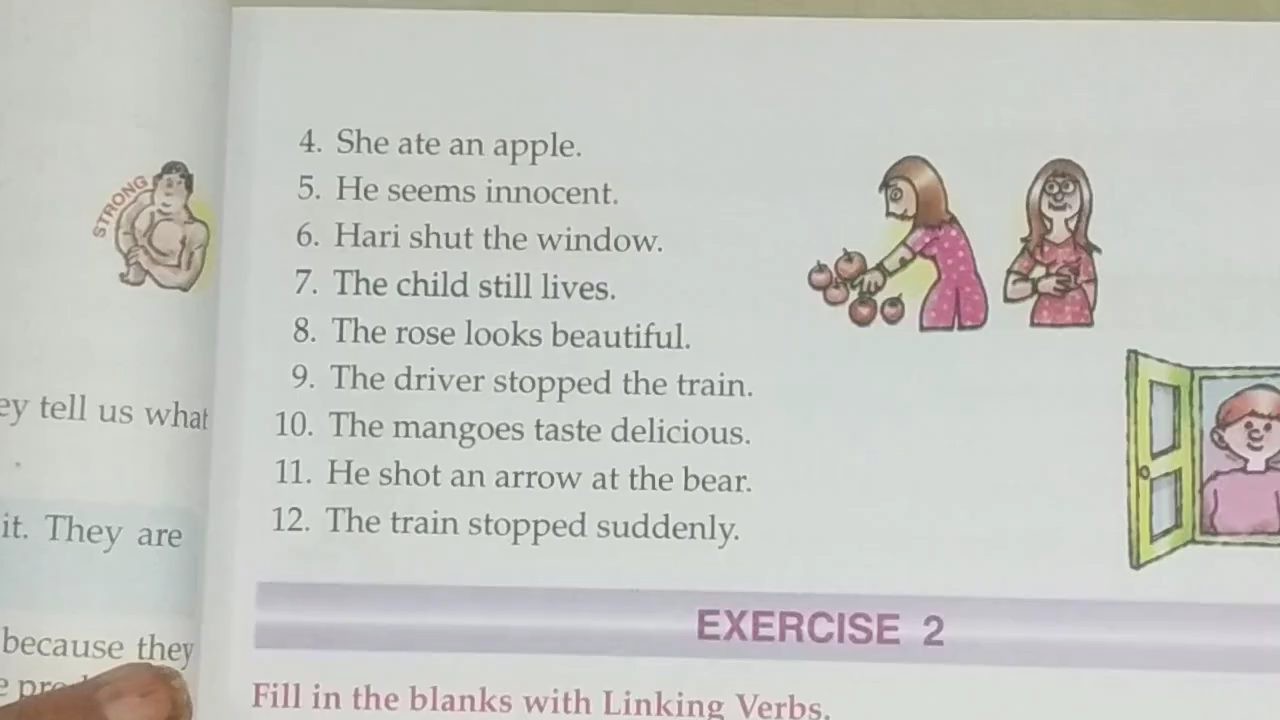 STRONG
ey tell us what
it. They are
because they
4. She ate an apple.
5. He seems innocent.
6. Hari shut the window.
7. The child still lives.
8. The rose looks beautiful.
9. The driver stopped the train.
10. The mangoes taste delicious.
11. He shot an arrow at the bear.
12. The train stopped suddenly.
EXERCISE 2
Fill in the blanks with Linking Verbs.